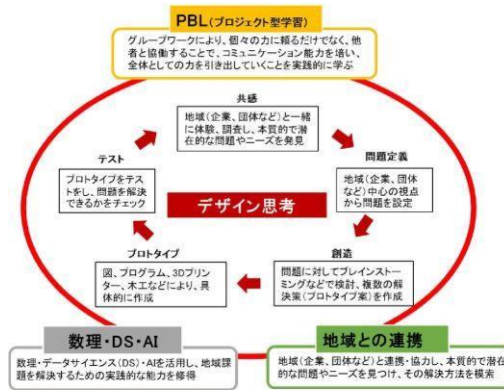 PBL(プロジェクト型学習)
グループワークにより、個々の力に頼るだけでなく、他
者と協働することで、コミュニケーション能力を培い、
全体としての力を引き出していくことを実践的に学ぶ
共感
地域(企業、団体など)と一緒
に体験、調査し、本質的で潜
在的な問題やニーズを発見
問題定義
地域(企業、団体
など)中心の視点
から問題を設定
創造
問題に対してブレインストー
ミングなどで検討、複数の解
決策(プロトタイプ案)を作成
プロトタイプ
図、プログラム、3Dプリン
ター、木工などにより、具
体的に作成
テスト
プロトタイプをテス
トをし、問題を解決
できるかをチェック
デザイン思考
数理・DS・AI
数理・データサイエンス(DS)・AIを活用し、地域課
題を解決するための実践的な能力を修得
地域との連携
地域(企業、団体など)と連携・協力し、本質的で潜在
的な問題やニーズを見つけ、その解決方法を模索